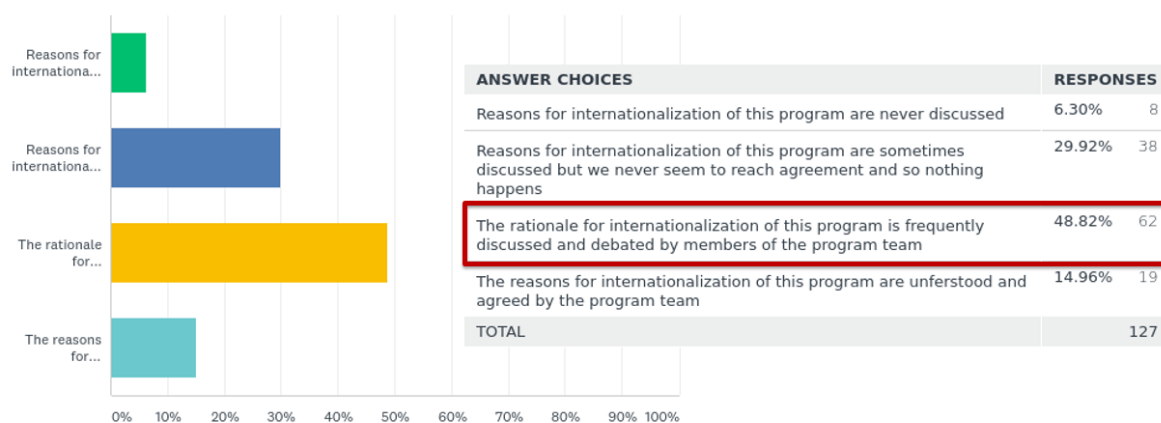 Reasons for
internationa...
Reasons for
internationa...
The rationale
for...
The reasons
for...
0% 10% 20% 30% 40% 50% 60% 70% 80% 90% 100%
ANSWER CHOICES RESPONSES
Reasons for internationalization of this program are never discussed 6.30% 8
Reasons for internationalization of this program are sometimes 29.92% 38
discussed but we never seem to reach agreement and so nothing
happens
The rationale for internationalization of this program is frequently 48.82% 62
discussed and debated by members of the program team
The reasons for internationalization of this program are unferstood and 14.96% 19
agreed by the program team
TOTAL 127